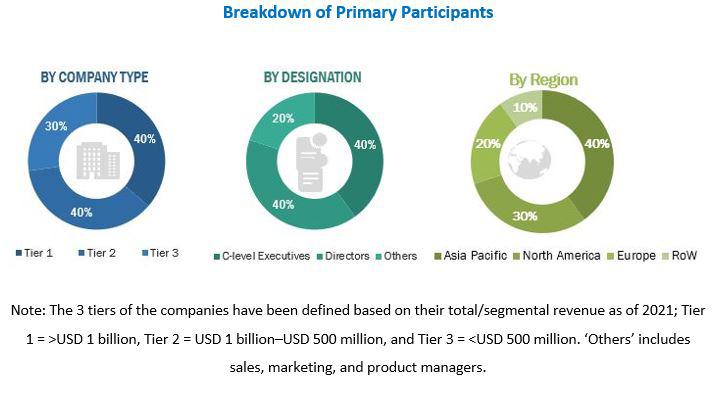 Breakdown of Primary Participants
BY COMPANY TYPE
30%
40%
40%
Tier 1 Tier 2 Tier 3
BY DESIGNATION
20%
40%
40%
C-level Executives Directors Others
By Region
10%
20%
40%
30%
Asia Pacific North America Europe RoW
Note: The 3 tiers of the companies have been defined based on their total/segmental revenue as of 2021; Tier
1 = >USD 1 billion, Tier 2 = USD 1 billion–USD 500 million, and Tier 3 = <USD 500 million. ‘Others’ includes
sales, marketing, and product managers.